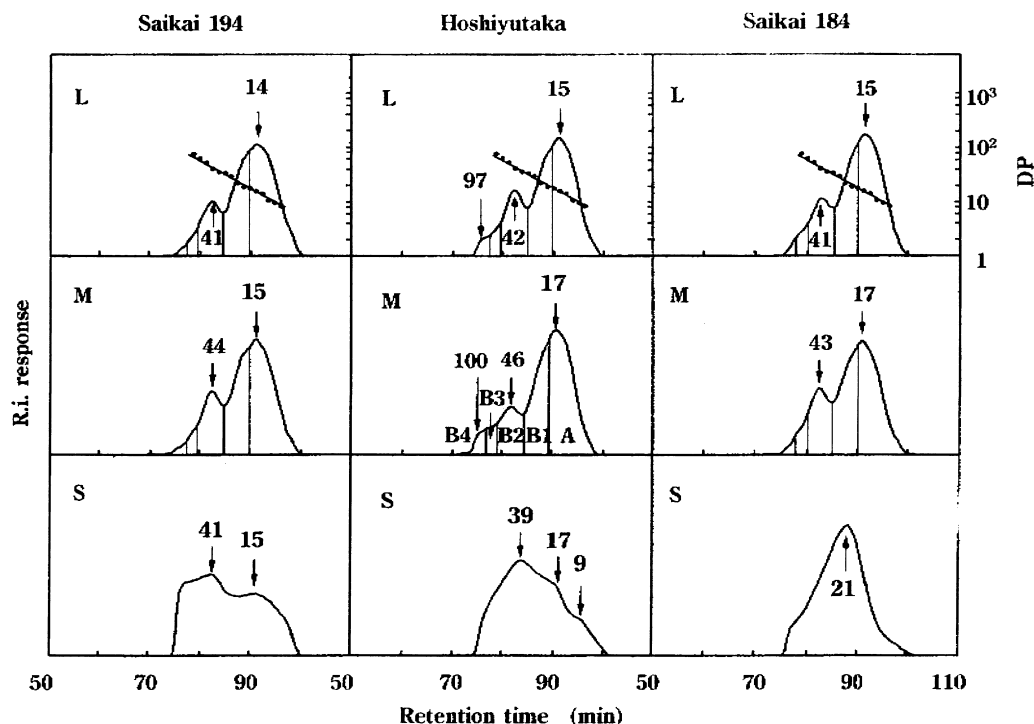 Saikai 194 Hoshiyutaka Saikai 184
L 14 41
L 15 97 42
L 15 41
10³
10²
10
1
DP
M 15 44
M 17 100 46 B3 B4 B2 B1 A
M 17 43
R.i. response
S 41 15
S 39 17 9
S 21
50 70 90 50 70 90 50 70 90 110
Retention time (min)